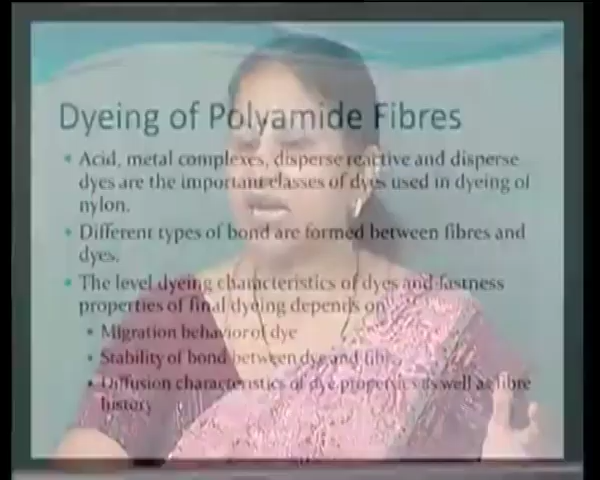 Dyeing of Polyamide Fibres
Acid, metal complexes, disperse reactive and disperse
dyes are the important classes of dyes used in dyeing of
nylon.
Different types of bond are formed between fibres and
dyes.
The level dyeing characteristics of dyes and fastness
properties of final dyeing depends on
Migration behavior of dye
Stability of bond between dye and fibre
Diffusion characteristics of dye properties as well as fibre
history